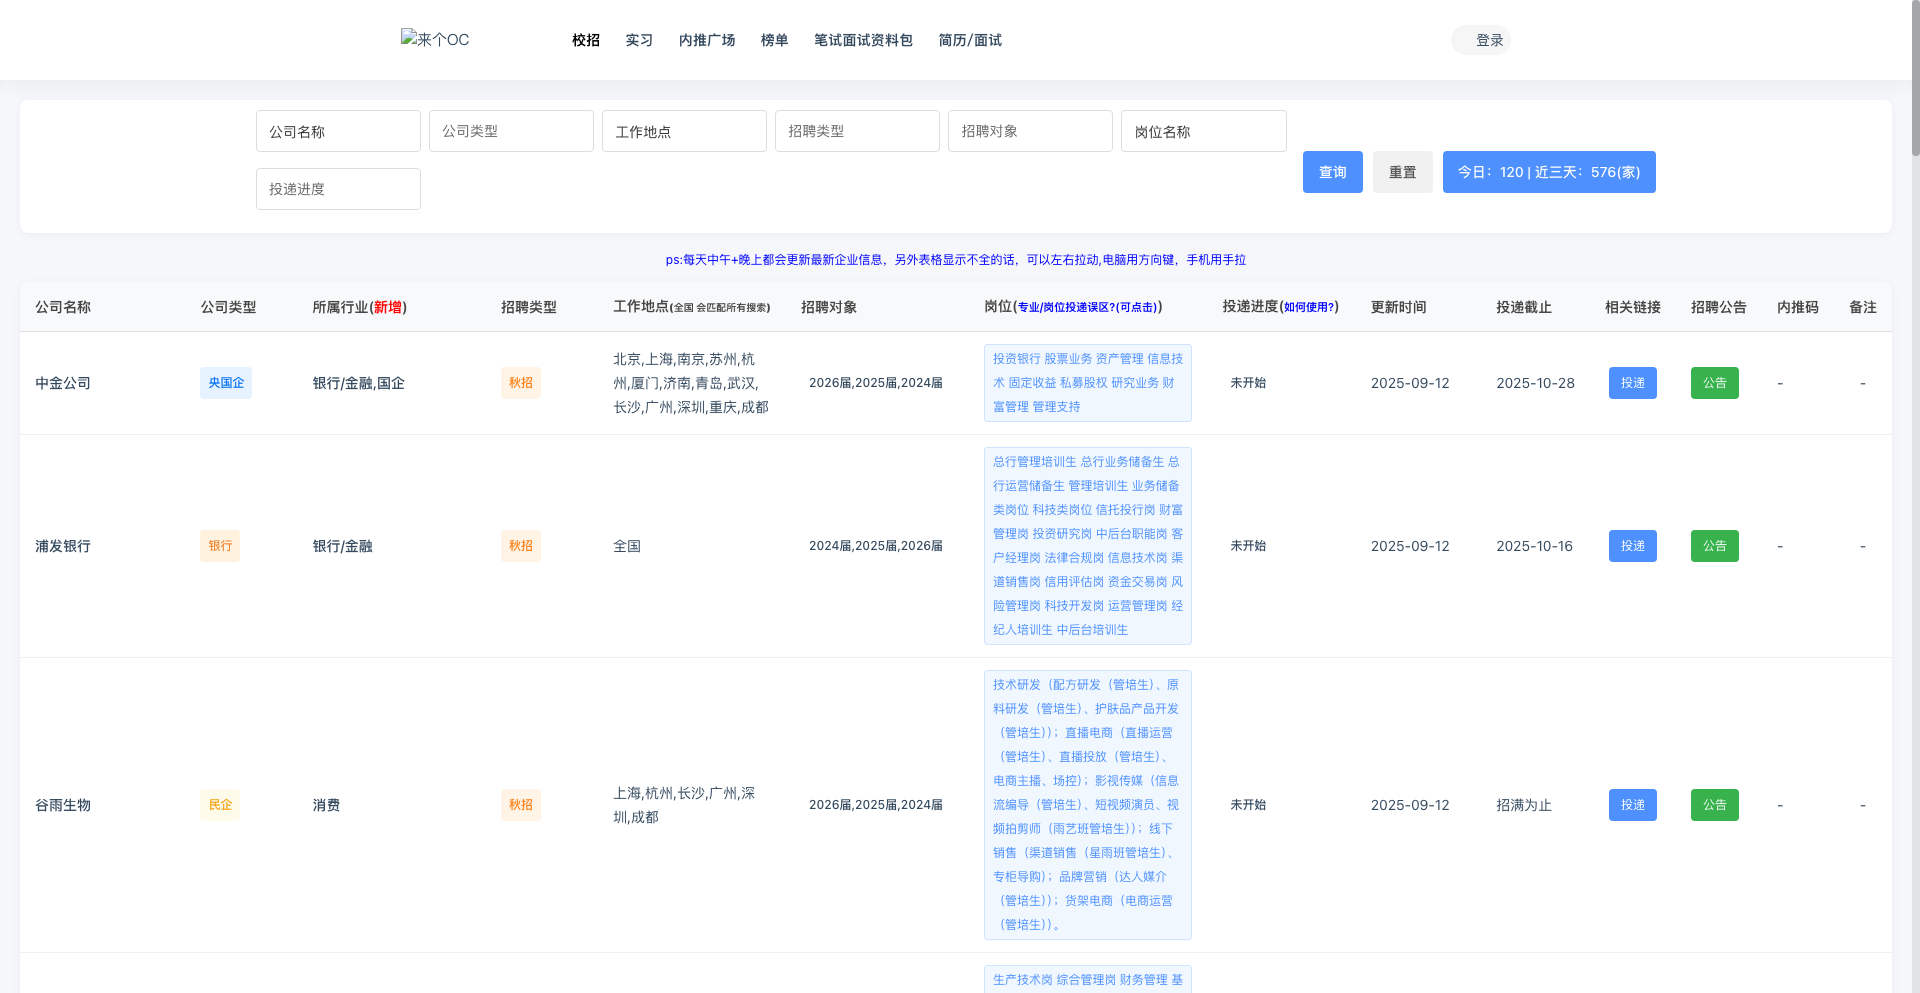 来个OC 校招 实习 内推广场 榜单 笔试面试资料包 简历/面试 登录
公司名称 公司类型 工作地点 招聘类型 招聘对象 岗位名称
投递进度 查询 重置 今日：120 | 近三天：576(家)
ps:每天中午+晚上都会更新最新企业信息，另外表格显示不全的话，可以左右拉动,电脑用方向键，手机用手拉
公司名称 公司类型 所属行业(新增) 招聘类型 工作地点(全国 会匹配所有搜索) 招聘对象 岗位(专业/岗位投递误区?(可点击)) 投递进度(如何使用?) 更新时间 投递截止 相关链接 招聘公告 内推码 备注
中金公司 央国企 银行/金融,国企 秋招
北京,上海,南京,苏州,杭
州,厦门,济南,青岛,武汉,
长沙,广州,深圳,重庆,成都
2026届,2025届,2024届
投资银行 股票业务 资产管理 信息技
术 固定收益 私募股权 研究业务 财
富管理 管理支持
未开始 2025-09-12 2025-10-28 投递 公告 - -
浦发银行 银行 银行/金融 秋招 全国 2024届,2025届,2026届
总行管理培训生 总行业务储备生 总
行运营储备生 管理培训生 业务储备
类岗位 科技类岗位 信托投行岗 财富
管理岗 投资研究岗 中后台职能岗 客
户经理岗 法律合规岗 信息技术岗 渠
道销售岗 信用评估岗 资金交易岗 风
险管理岗 科技开发岗 运营管理岗 经
纪人培训生 中后台培训生
未开始 2025-09-12 2025-10-16 投递 公告 - -
谷雨生物 民企 消费 秋招
上海,杭州,长沙,广州,深
圳,成都
2026届,2025届,2024届
技术研发（配方研发（管培生）、原
料研发（管培生）、护肤品产品开发
（管培生））；直播电商（直播运营
（管培生）、直播投放（管培生）、
电商主播、场控）；影视传媒（信息
流编导（管培生）、短视频演员、视
频拍剪师（雨艺班管培生））；线下
销售（渠道销售（星雨班管培生）、
专柜导购）；品牌营销（达人媒介
（管培生））；货架电商（电商运营
（管培生））。
未开始 2025-09-12 招满为止 投递 公告 - -
生产技术岗 综合管理岗 财务管理 基